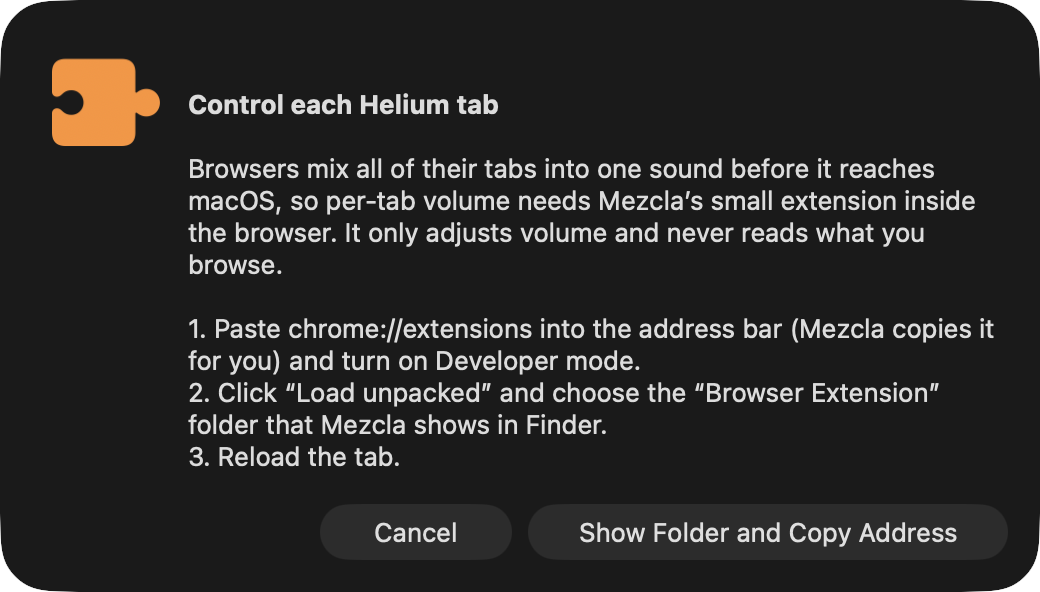 Control each Helium tab
Browsers mix all of their tabs into one sound before it reaches
macOS, so per-tab volume needs Mezcla’s small extension inside
the browser. It only adjusts volume and never reads what you
browse.
1. Paste chrome://extensions into the address bar (Mezcla copies it
for you) and turn on Developer mode.
2. Click “Load unpacked” and choose the “Browser Extension”
folder that Mezcla shows in Finder.
3. Reload the tab.
Cancel
Show Folder and Copy Address